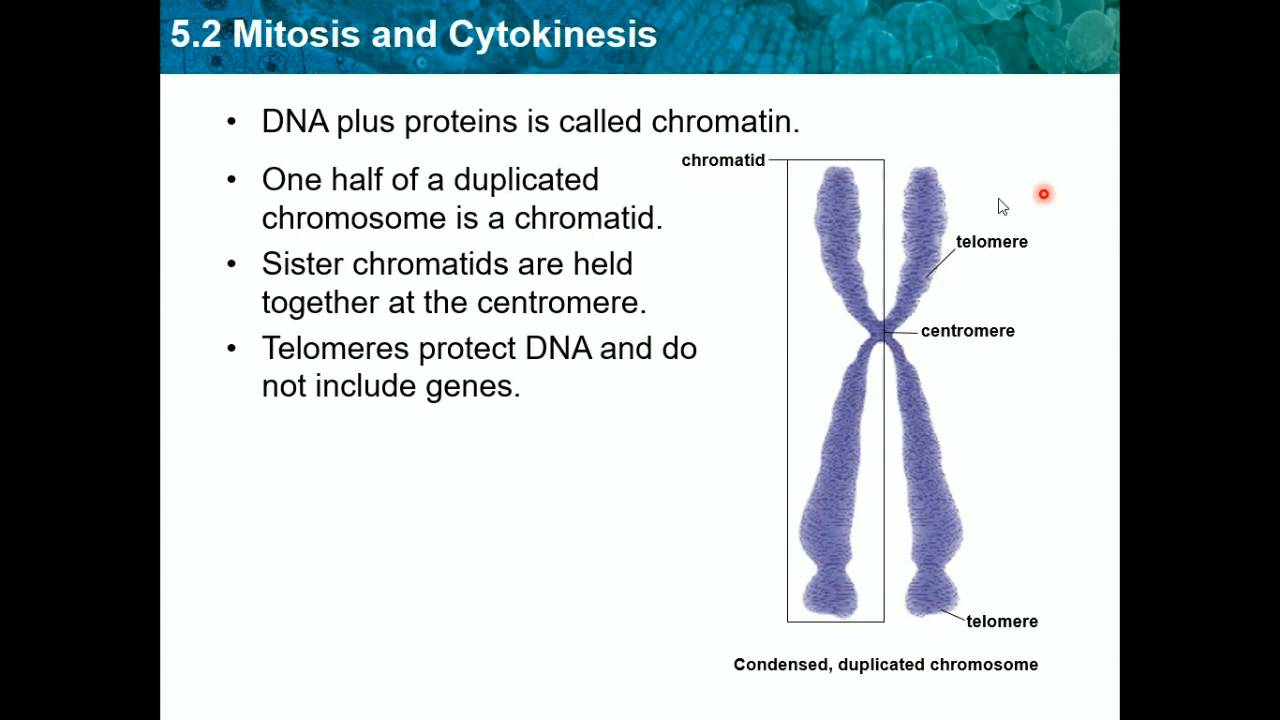 5.2 Mitosis and Cytokinesis
• DNA plus proteins is called chromatin.
• One half of a duplicated
chromosome is a chromatid.
• Sister chromatids are held
together at the centromere.
• Telomeres protect DNA and do
not include genes.
chromatid
telomere
centromere
telomere
Condensed, duplicated chromosome